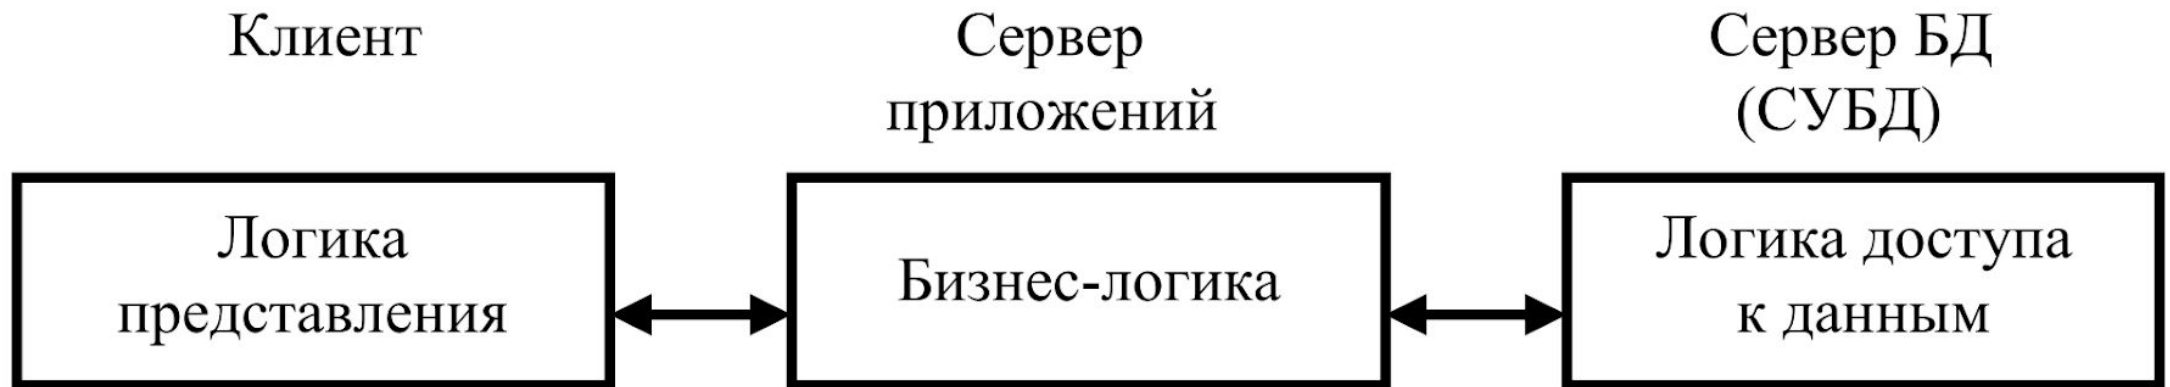 Клиент
Сервер
приложений
Сервер БД
(СУБД)
Логика
представления
Бизнес-логика
Логика доступа
к данным